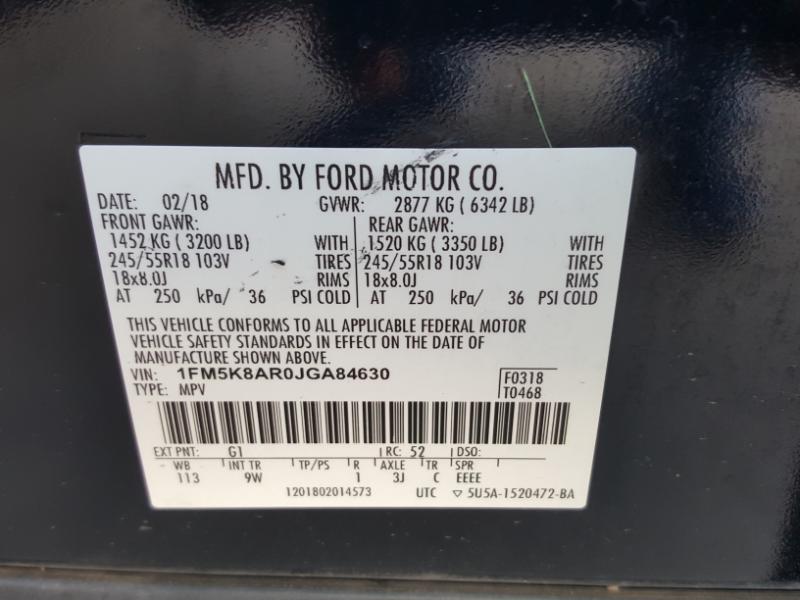 MFD. BY FORD MOTOR CO.
DATE: 02/18 GVWR: 2877 KG ( 6342 LB)
FRONT GAWR: REAR GAWR:
1452 KG ( 3200 LB) WITH 1520 KG ( 3350 LB) WITH
245/55R18 103V TIRES 245/55R18 103V TIRES
18x8.0J RIMS 18x8.0J RIMS
AT 250 kPa/ 36 PSI COLD AT 250 kPa/ 36 PSI COLD
THIS VEHICLE CONFORMS TO ALL APPLICABLE FEDERAL MOTOR
VEHICLE SAFETY STANDARDS IN EFFECT ON THE DATE OF
MANUFACTURE SHOWN ABOVE.
VIN: 1FM5K8AR0JGA84630 F0318
TYPE: MPV T0468
EXT PNT: G1 RC: 52 DSO:
WB INT TR TP/PS R AXLE TR SPR
113 9W 1 3J C EEEE
1201802014573 UTC ▽ 5U5A-1520472-BA